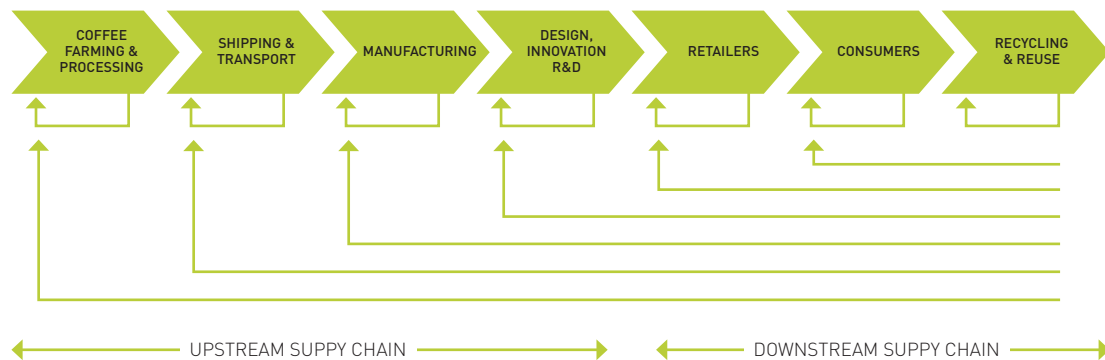 COFFEE
FARMING &
PROCESSING
SHIPPING &
TRANSPORT
MANUFACTURING
DESIGN,
INNOVATION
R&D
RETAILERS
CONSUMERS
RECYCLING
& REUSE
UPSTREAM SUPPY CHAIN
DOWNSTREAM SUPPY CHAIN